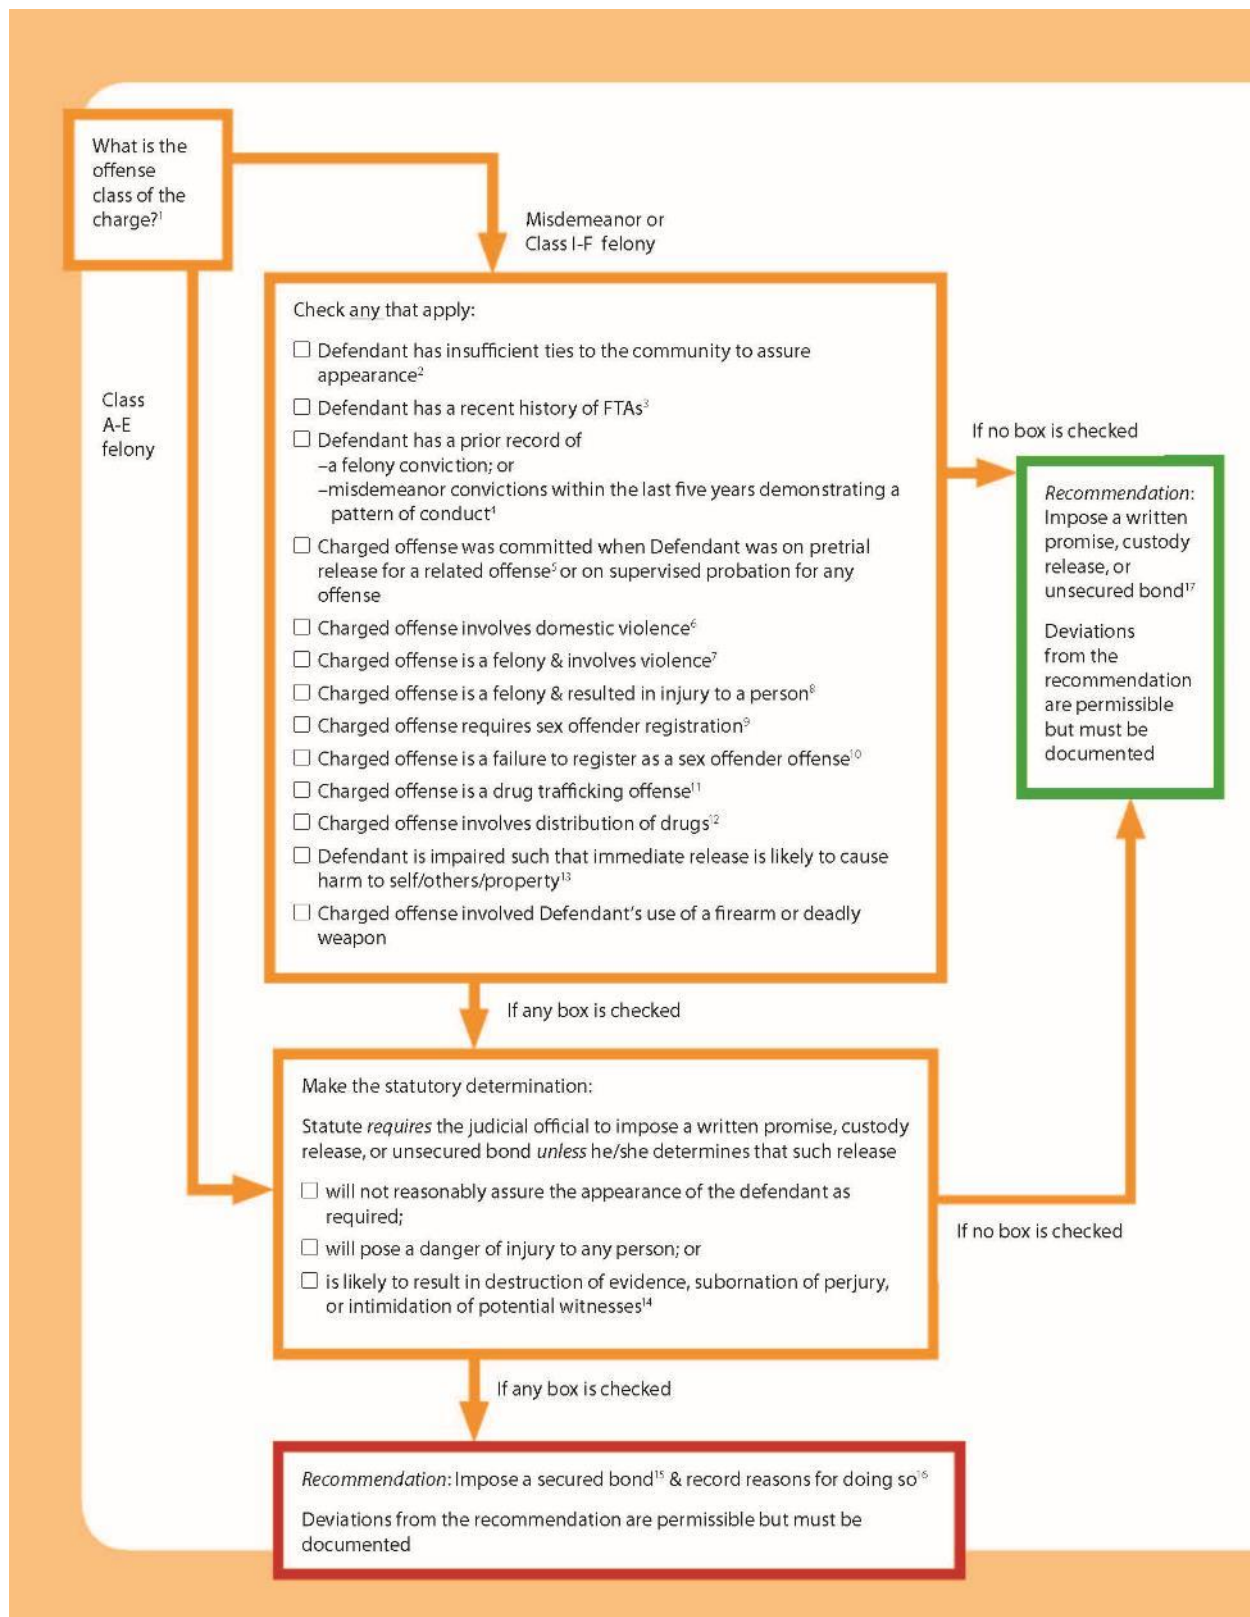 What is the
offense
class of the
charge?¹
Misdemeanor or
Class I-F felony
Class
A-E
felony
Check any that apply:
☐ Defendant has insufficient ties to the community to assure
appearance²
☐ Defendant has a recent history of FTAs³
☐ Defendant has a prior record of
–a felony conviction; or
–misdemeanor convictions within the last five years demonstrating a
pattern of conduct⁴
☐ Charged offense was committed when Defendant was on pretrial
release for a related offense⁵ or on supervised probation for any
offense
☐ Charged offense involves domestic violence⁶
☐ Charged offense is a felony & involves violence⁷
☐ Charged offense is a felony & resulted in injury to a person⁸
☐ Charged offense requires sex offender registration⁹
☐ Charged offense is a failure to register as a sex offender offense¹⁰
☐ Charged offense is a drug trafficking offense¹¹
☐ Charged offense involves distribution of drugs¹²
☐ Defendant is impaired such that immediate release is likely to cause
harm to self/others/property¹³
☐ Charged offense involved Defendant's use of a firearm or deadly
weapon
If no box is checked
Recommendation:
Impose a written
promise, custody
release, or
unsecured bond¹⁷
Deviations
from the
recommendation
are permissible
but must be
documented
If any box is checked
Make the statutory determination:
Statute requires the judicial official to impose a written promise, custody
release, or unsecured bond unless he/she determines that such release
☐ will not reasonably assure the appearance of the defendant as
required;
☐ will pose a danger of injury to any person; or
☐ is likely to result in destruction of evidence, subornation of perjury,
or intimidation of potential witnesses¹⁴
If no box is checked
If any box is checked
Recommendation: Impose a secured bond¹⁵ & record reasons for doing so¹⁶
Deviations from the recommendation are permissible but must be
documented